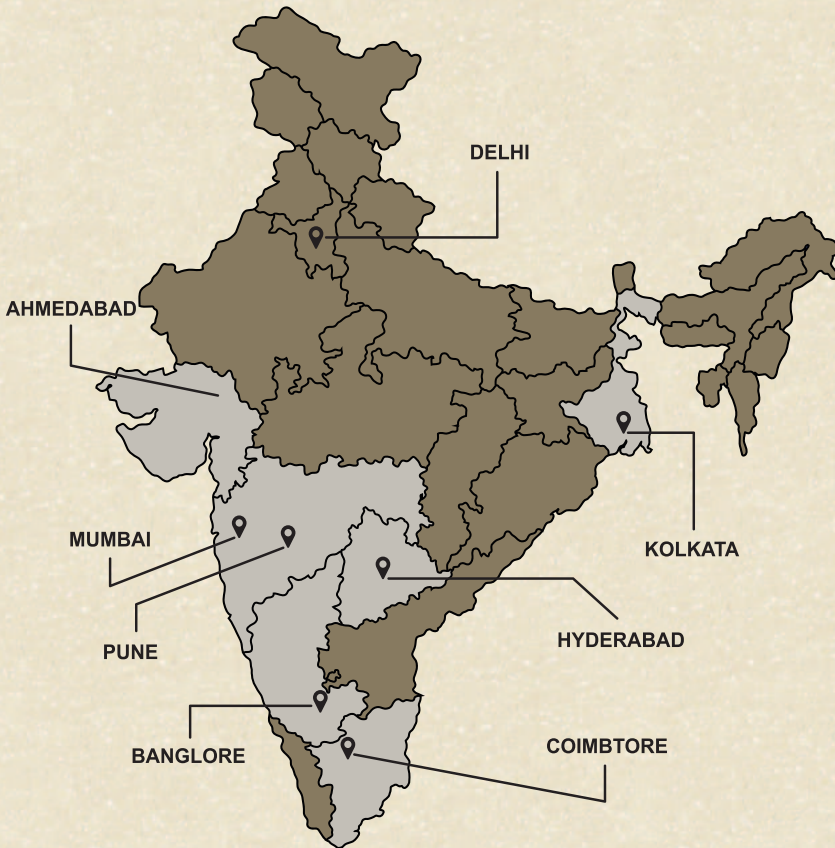 DELHI
AHMEDABAD
MUMBAI
KOLKATA
PUNE
HYDERABAD
BANGLORE
COIMBTORE